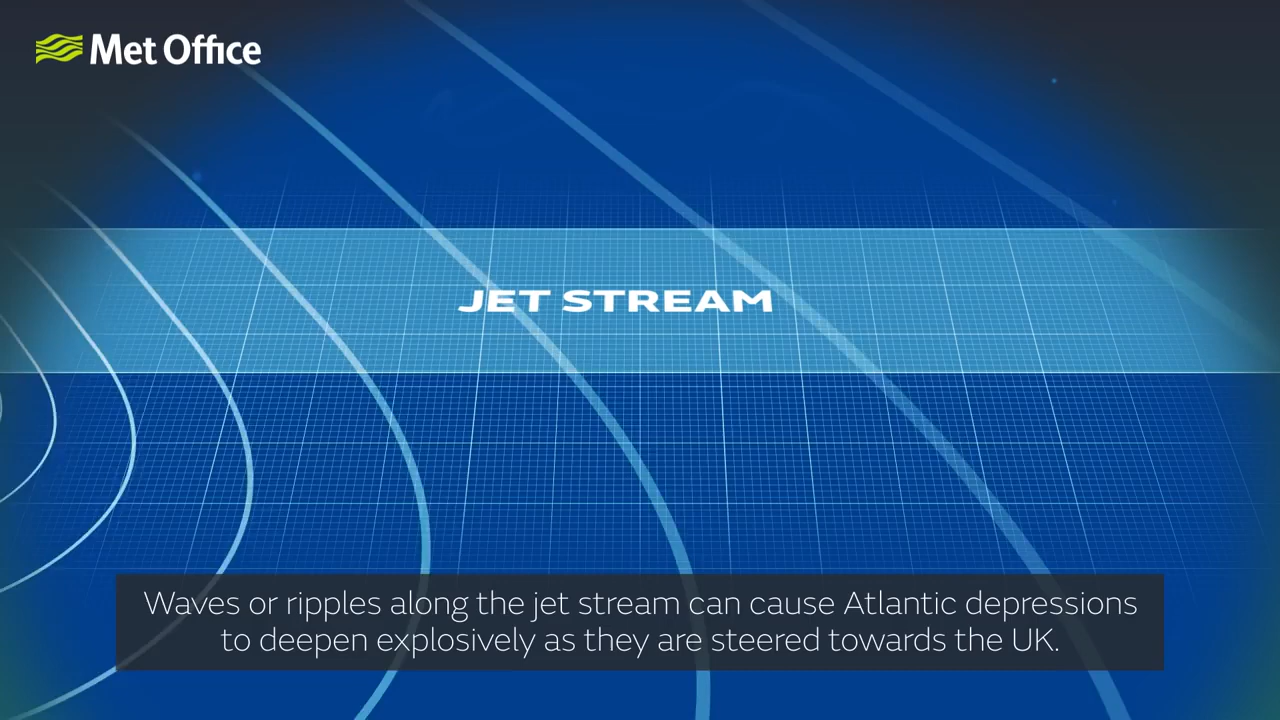 Met Office
JET STREAM
Waves or ripples along the jet stream can cause Atlantic depressions
to deepen explosively as they are steered towards the UK.